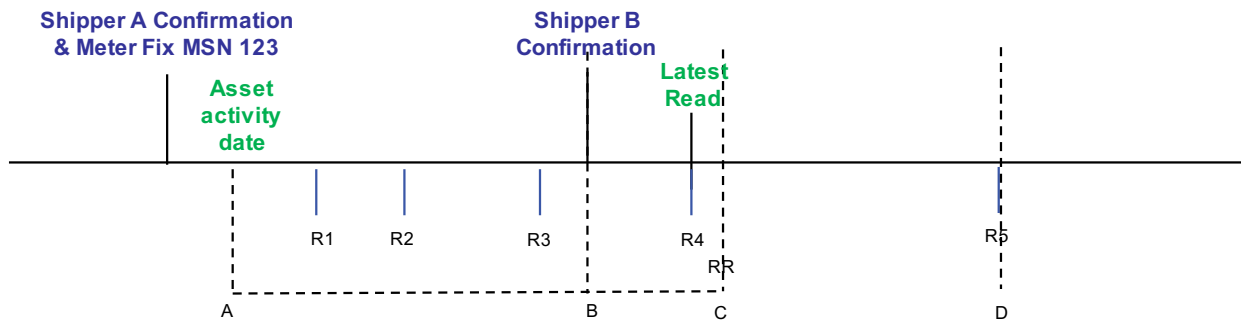 Shipper A Confirmation
& Meter Fix MSN 123
Shipper B
Confirmation
Asset
activity
date
Latest
Read
R1
R2
R3
R4
R5
RR
A
B
C
D